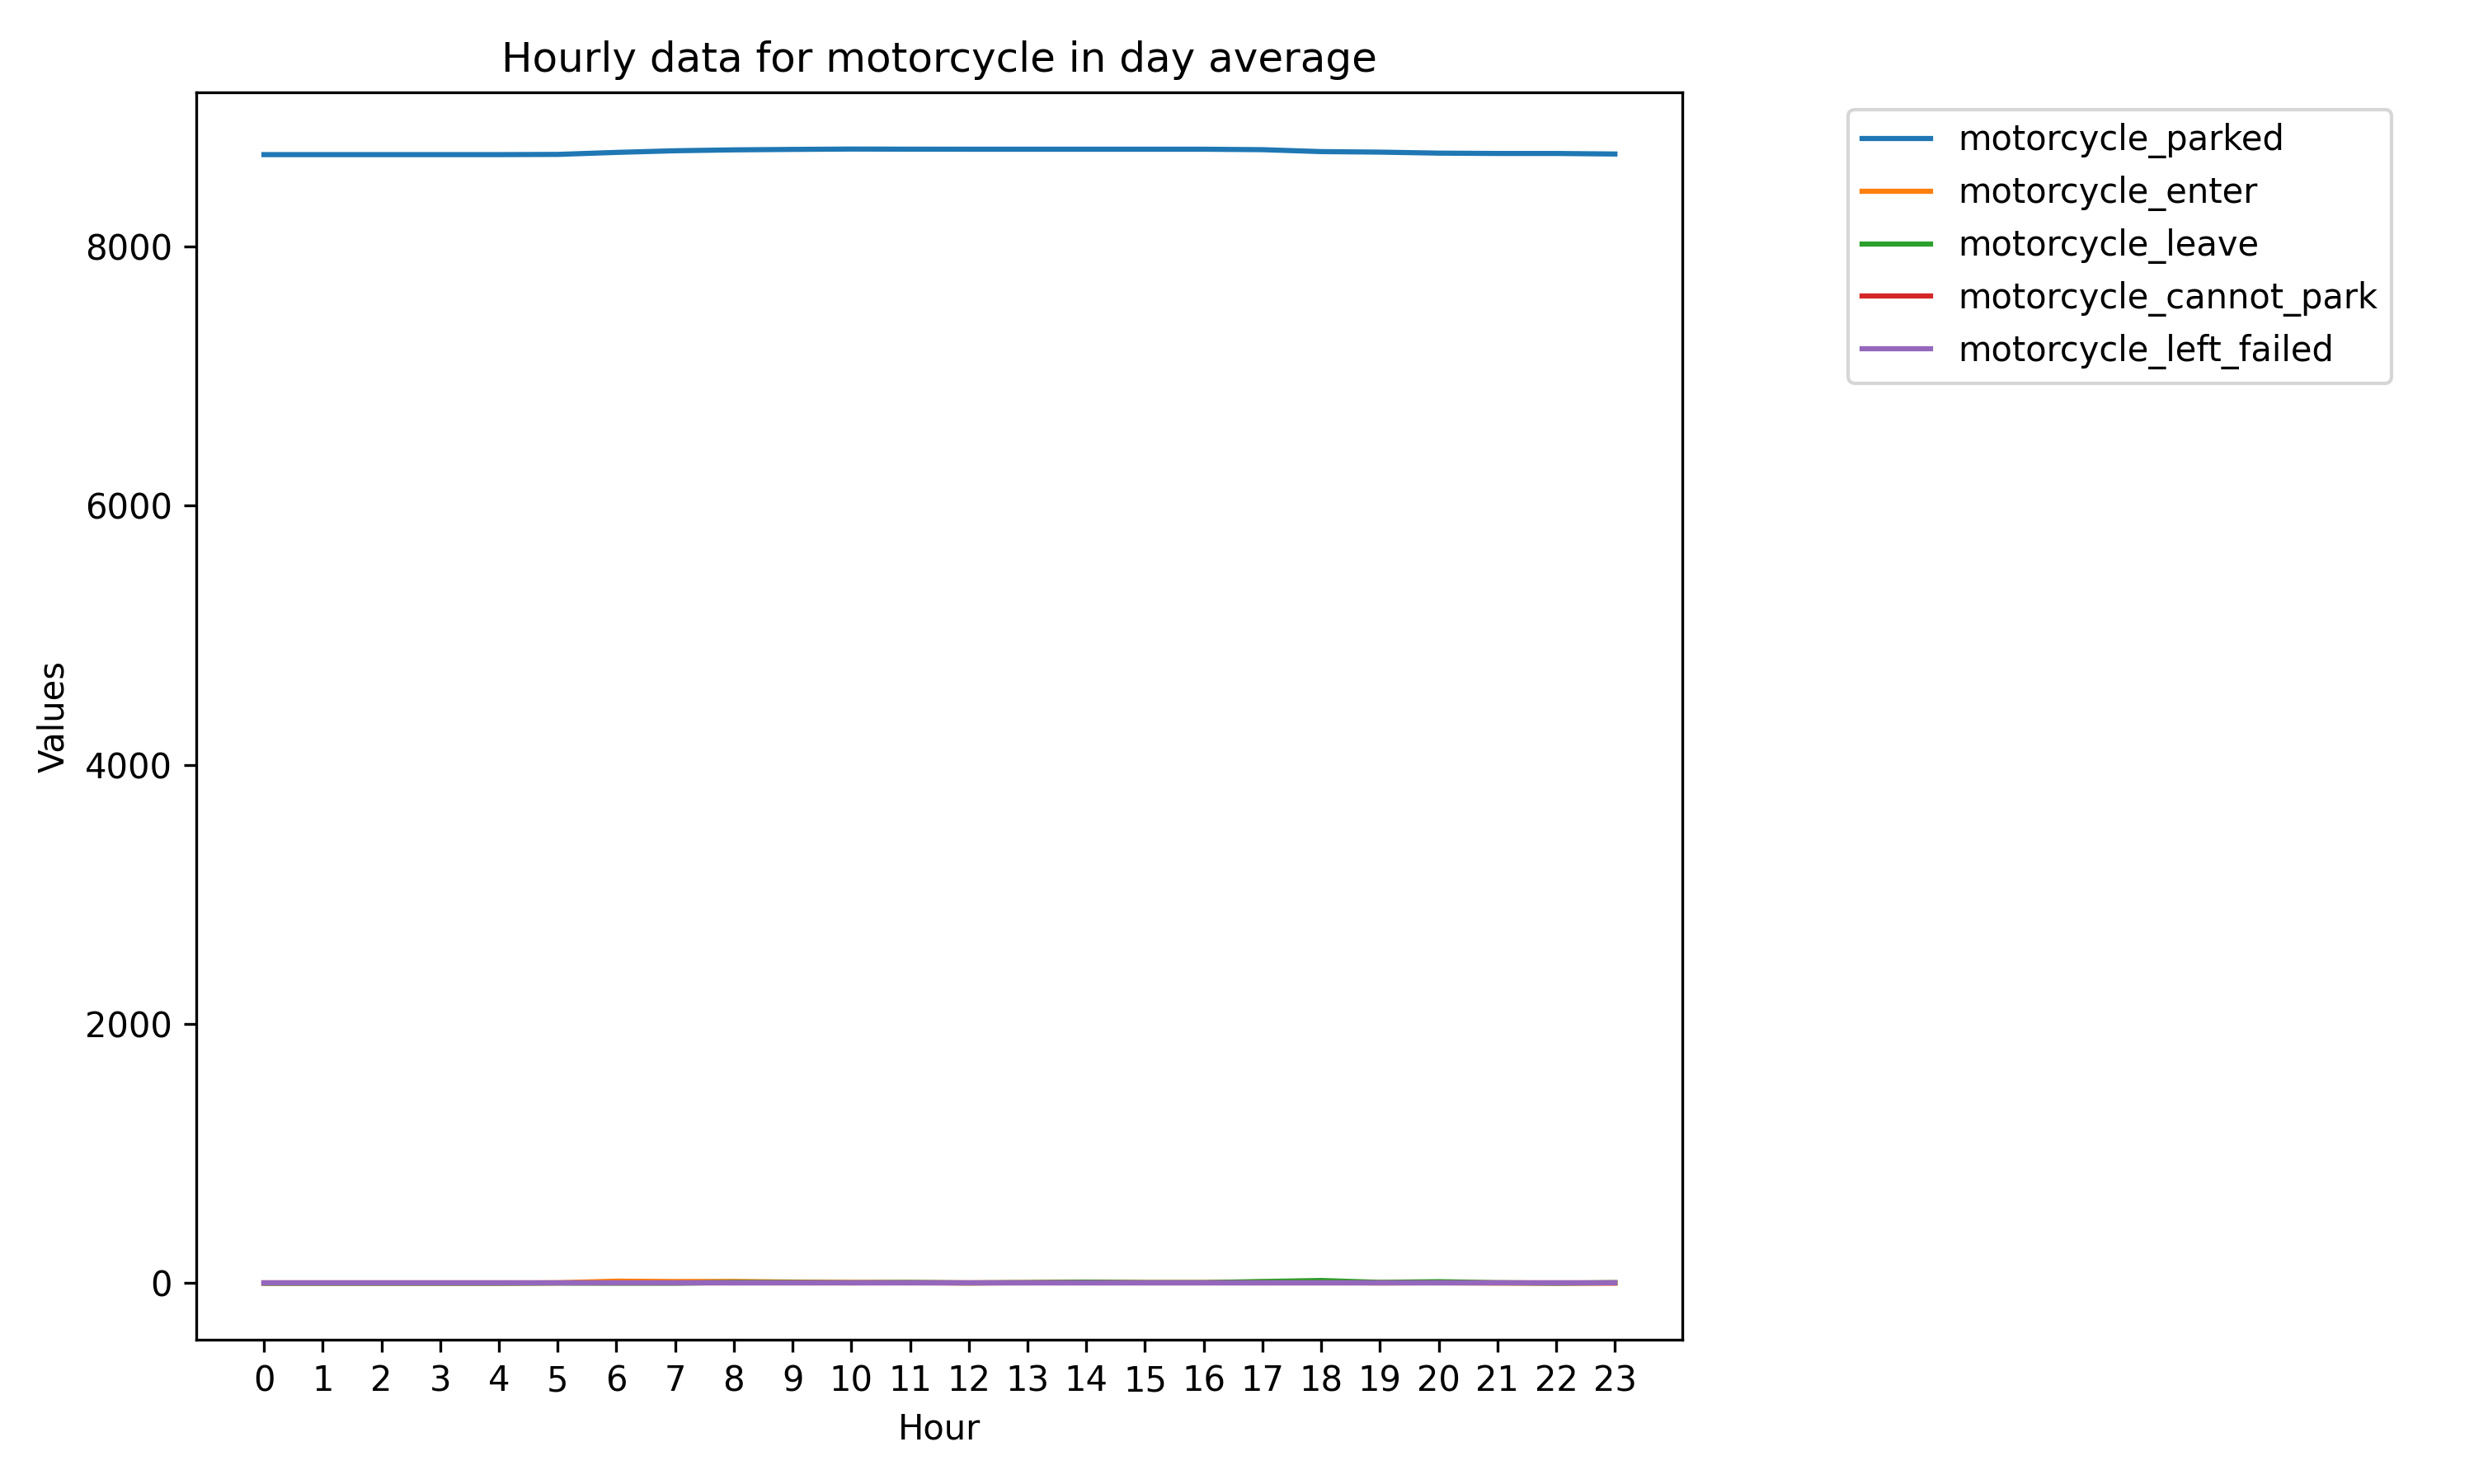 Hourly data for motorcycle in day average
motorcycle_parked
motorcycle_enter
motorcycle_leave
motorcycle_cannot_park
motorcycle_left_failed
8000
6000
4000
2000
0
Values
0 1 2 3 4 5 6 7 8 9 10 11 12 13 14 15 16 17 18 19 20 21 22 23
Hour